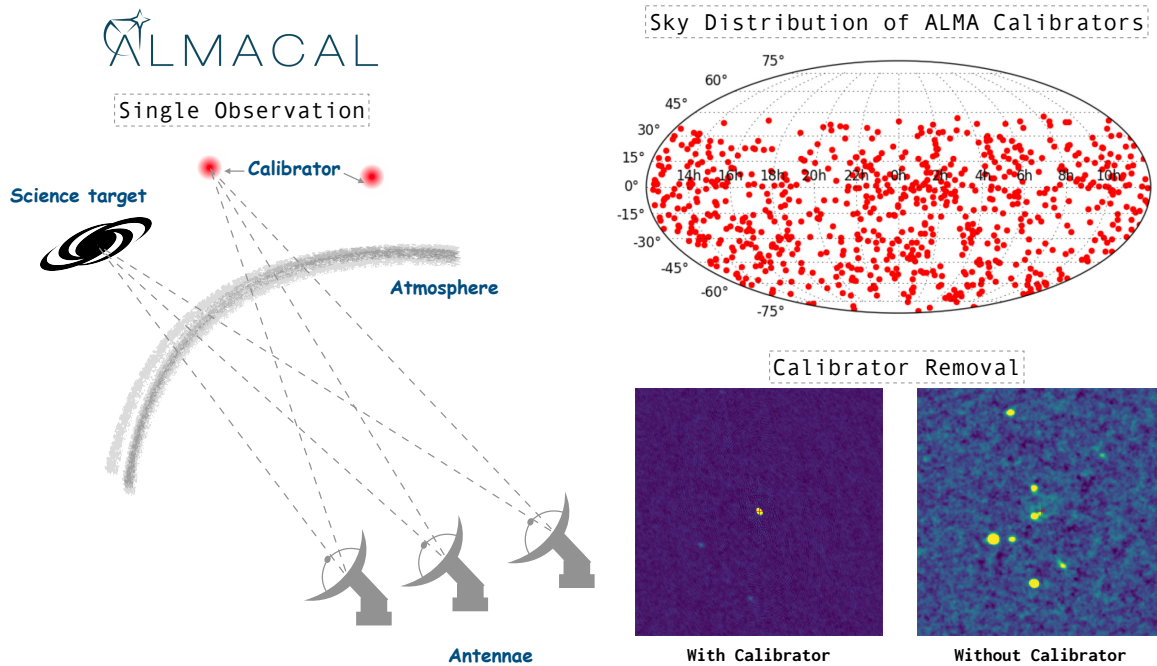 ALMACAL
Single Observation
Calibrator
Science target
Atmosphere
Antennae
Sky Distribution of ALMA Calibrators
75°
60°
45°
30°
15°
0°
-15°
-30°
-45°
-60°
-75°
14h 16h 18h 20h 22h 0h 2h 4h 6h 8h 10h
Calibrator Removal
With Calibrator
Without Calibrator